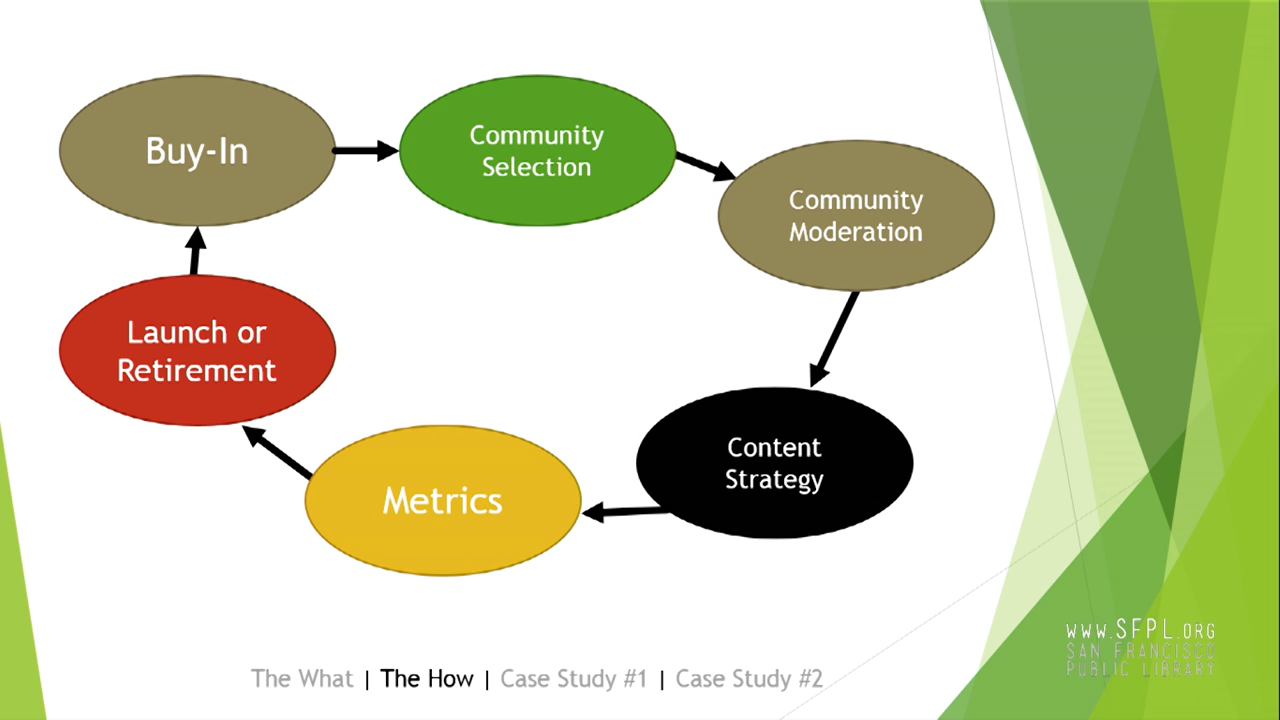 Buy-In
Community
Selection
Community
Moderation
Launch or
Retirement
Content
Strategy
Metrics
The What | The How | Case Study #1 | Case Study #2
www.SFPL.ORG
SAN FRANCISCO
PUBLIC LIBRARY